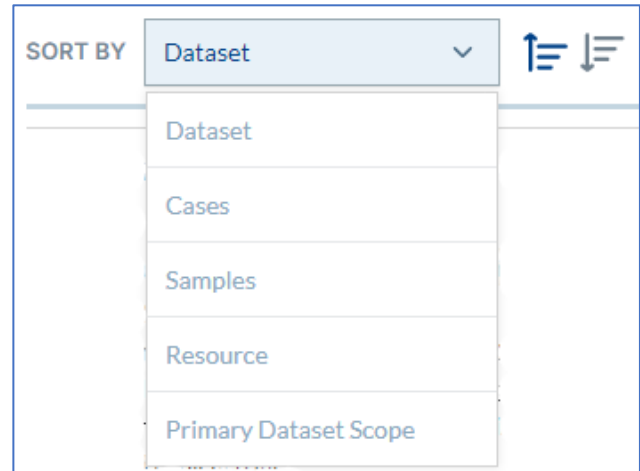 SORT BY Dataset
Dataset
Cases
Samples
Resource
Primary Dataset Scope